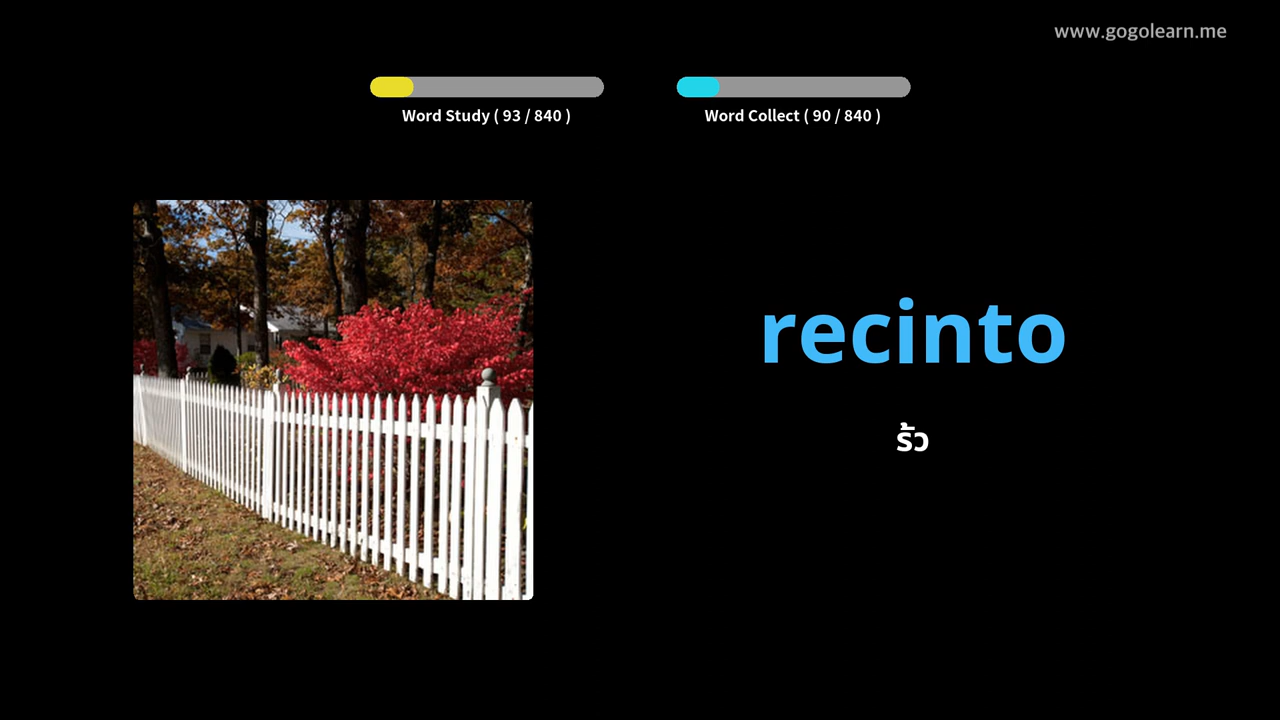 www.gogolearn.me
Word Study ( 93 / 840 )
Word Collect ( 90 / 840 )
recinto
รั้ว